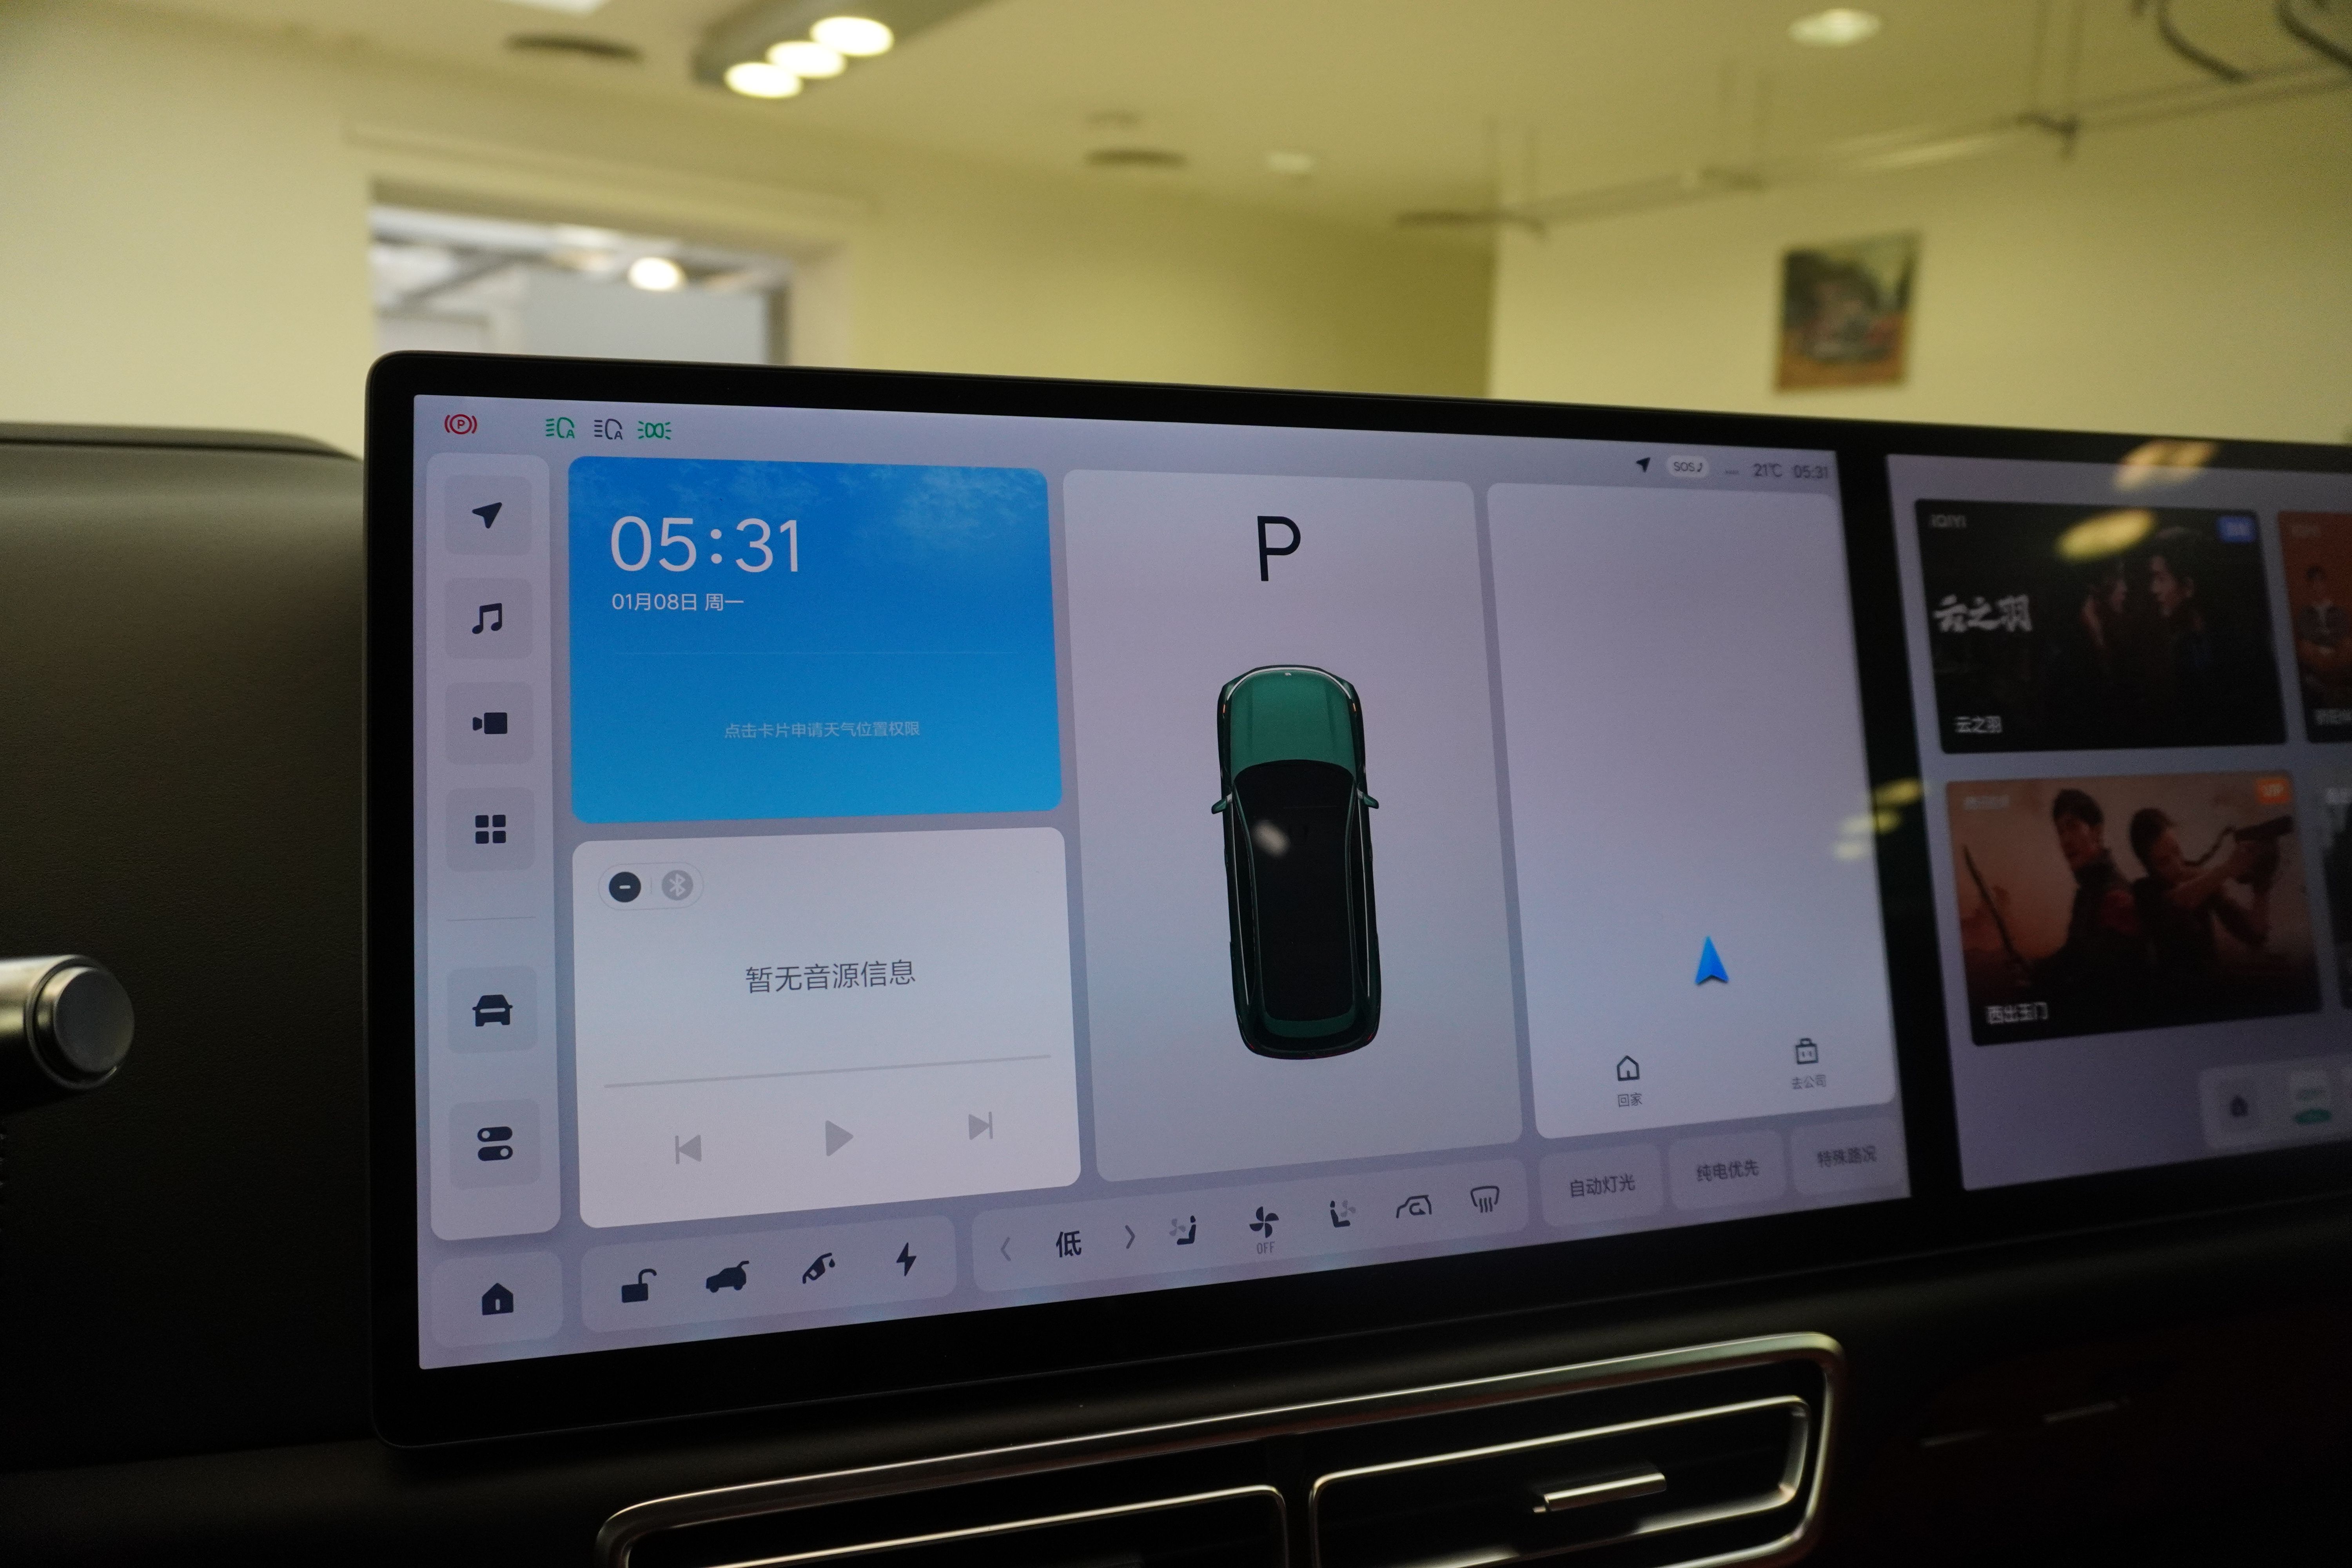 P
SOS
21℃ 05:31
05:31
01月08日 周一
点击卡片申请天气位置权限
P
暂无音源信息
回家
去公司
低
OFF
自动灯光
纯电优先
特殊路况
iQIYI
云之羽
云之羽
VIP
西出玉门